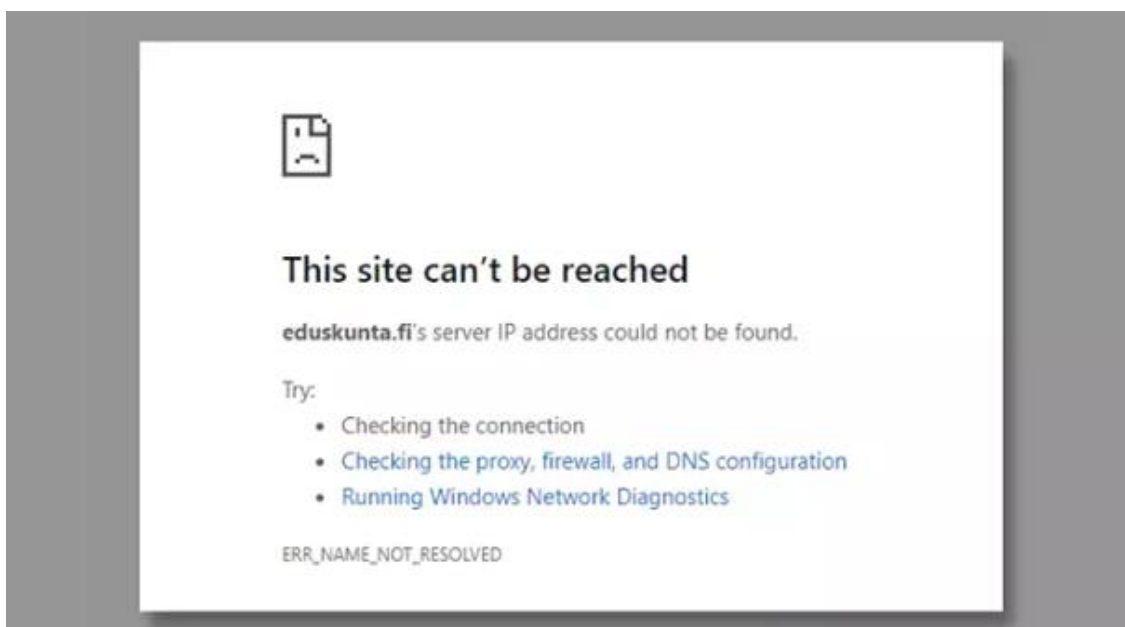 This site can't be reached
eduskunta.fi's server IP address could not be found.
Try:
• Checking the connection
• Checking the proxy, firewall, and DNS configuration
• Running Windows Network Diagnostics
ERR_NAME_NOT_RESOLVED